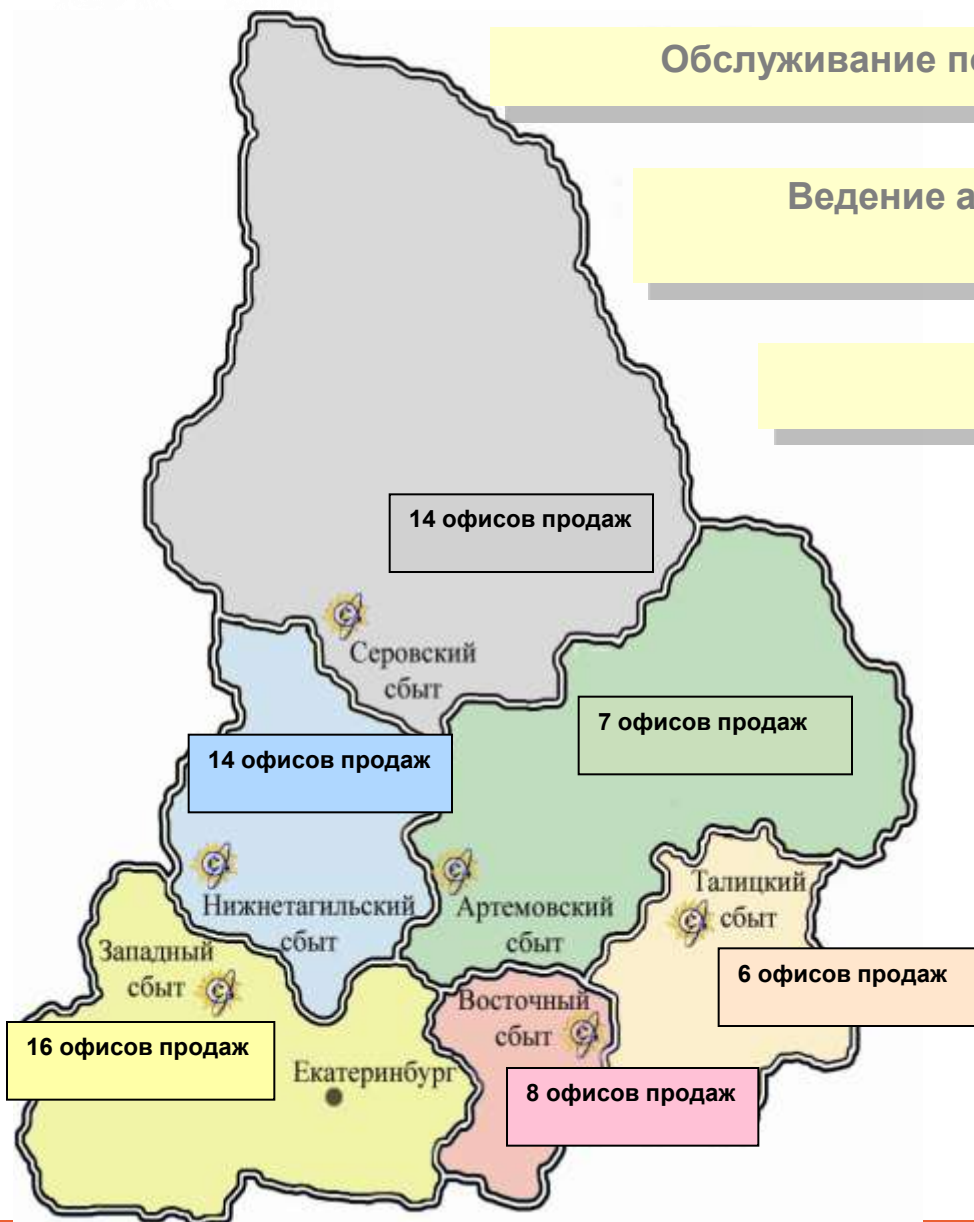 Обслуживание по
Ведение а
14 офисов продаж
Серовский
сбыт
7 офисов продаж
14 офисов продаж
Талицкий
сбыт
Нижнетагильский
сбыт
Артемовский
сбыт
Западный
сбыт
6 офисов продаж
Восточный
сбыт
16 офисов продаж
Екатеринбург
8 офисов продаж